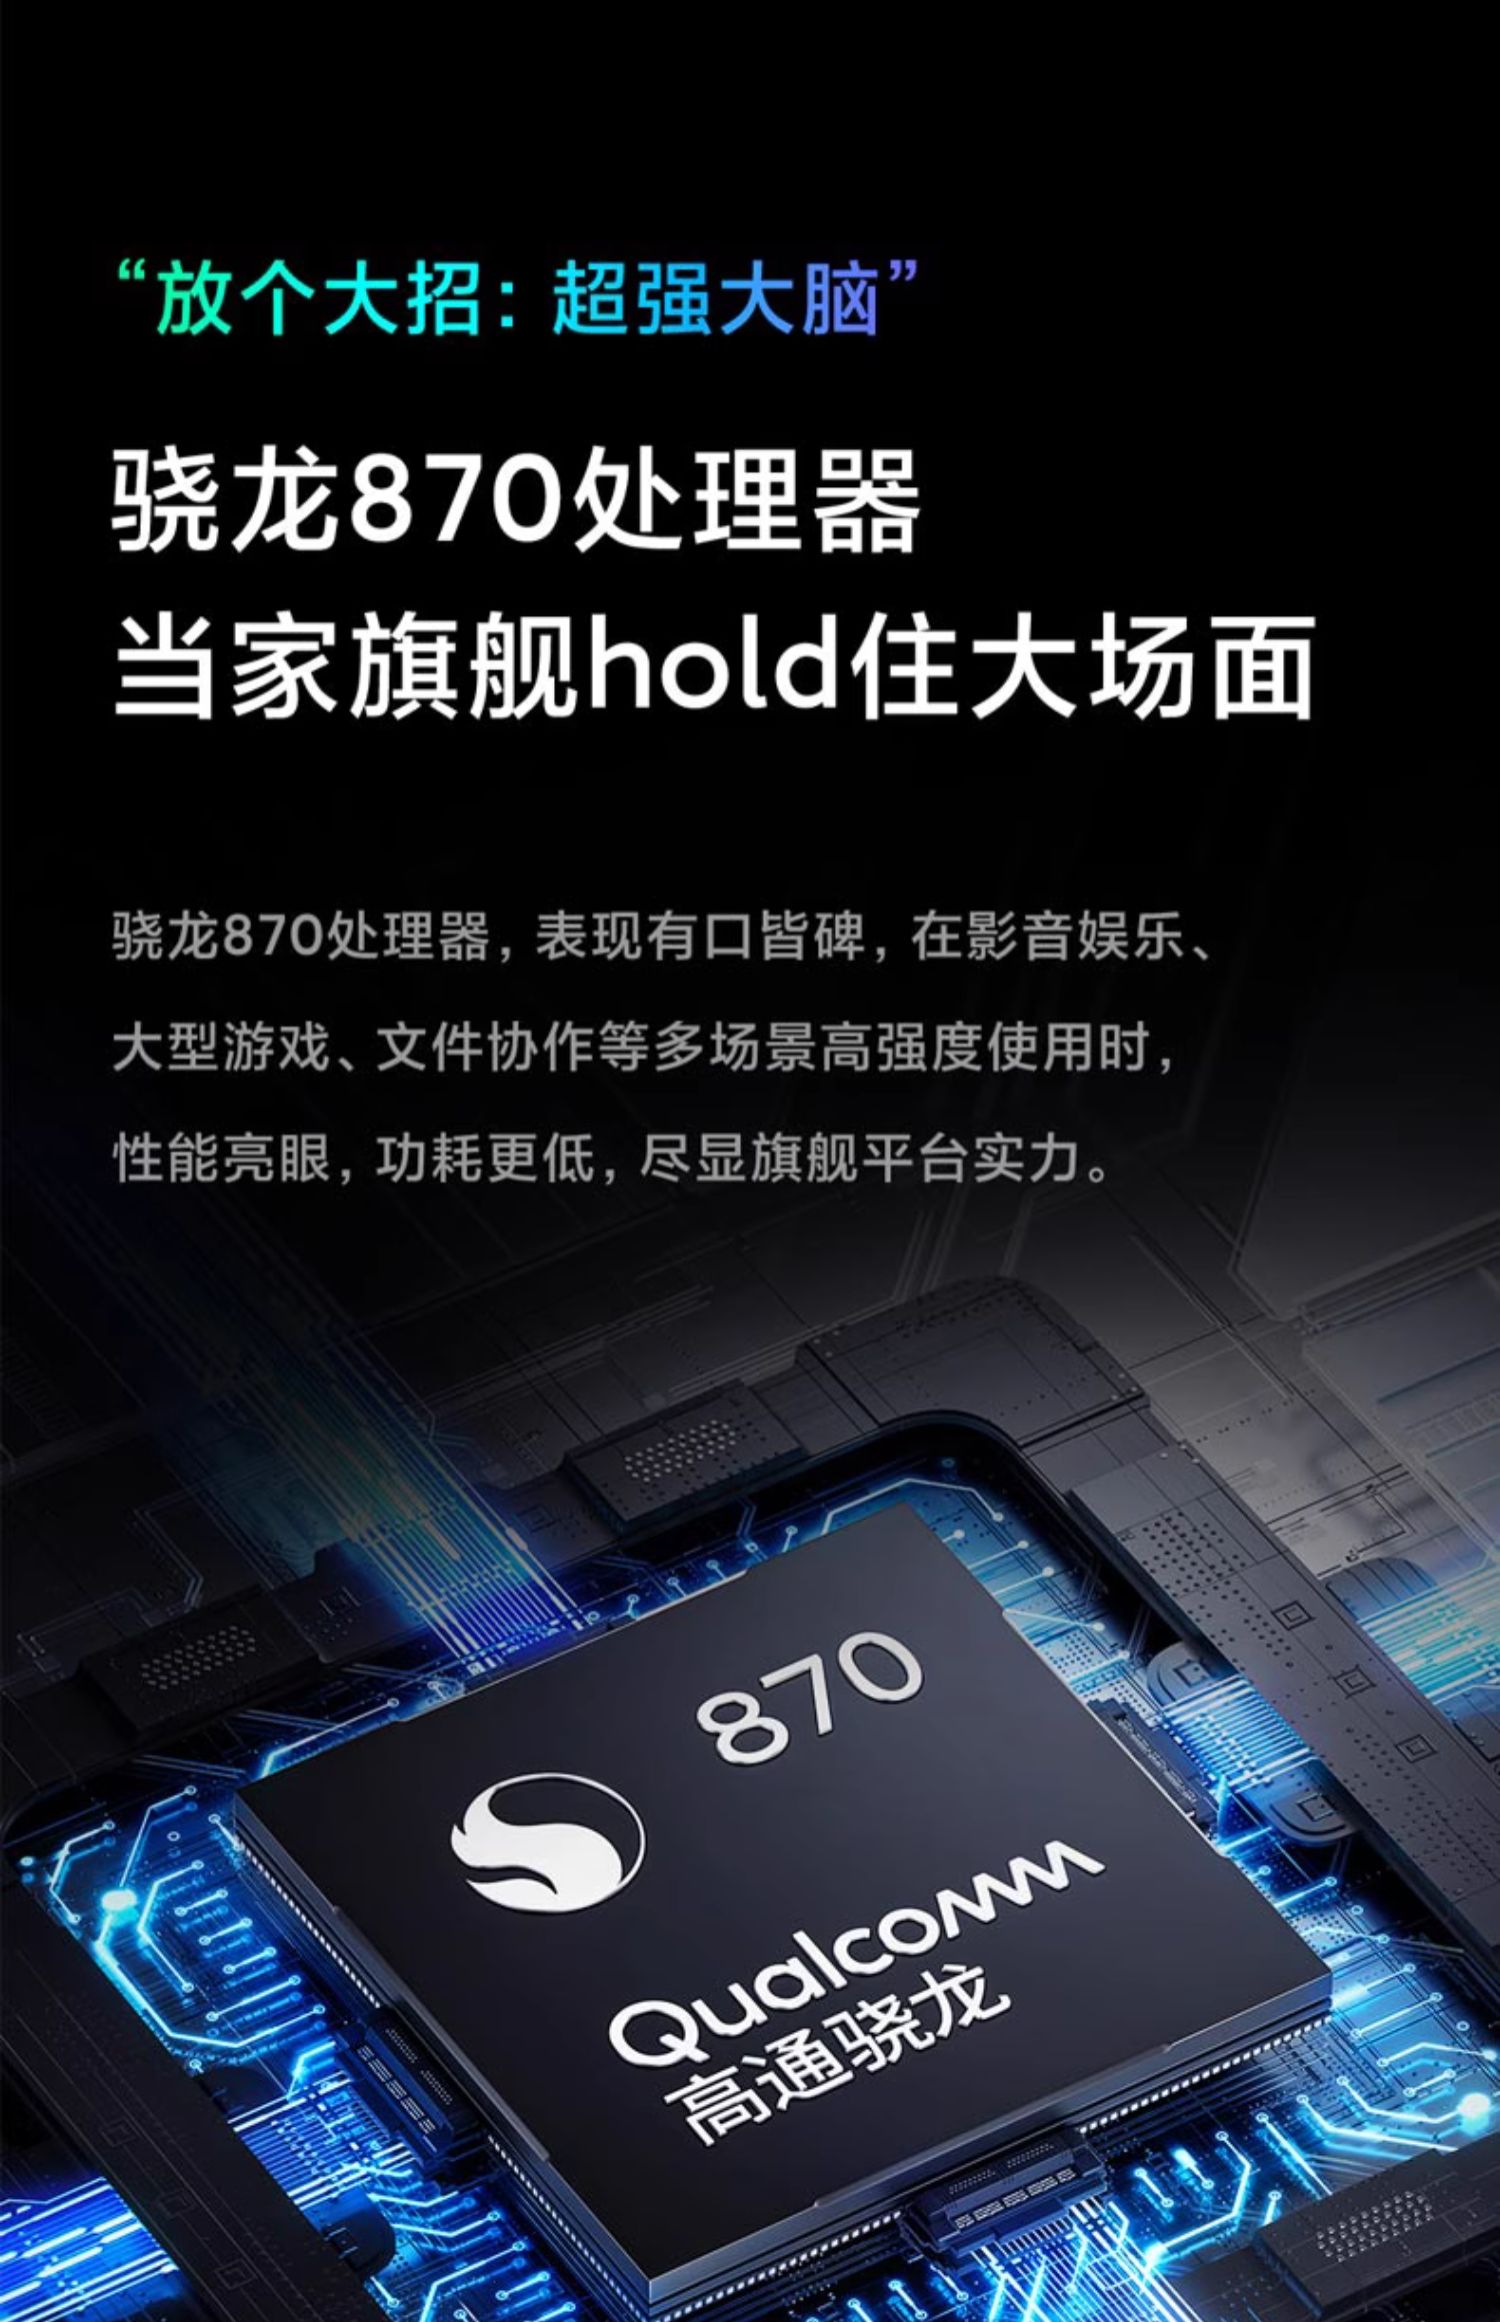 “放个大招：超强大脑”
骁龙870处理器
当家旗舰hold住大场面
骁龙870处理器，表现有口皆碑，在影音娱乐、
大型游戏、文件协作等多场景高强度使用时，
性能亮眼，功耗更低，尽显旗舰平台实力。
870
Qualcomm
高通骁龙